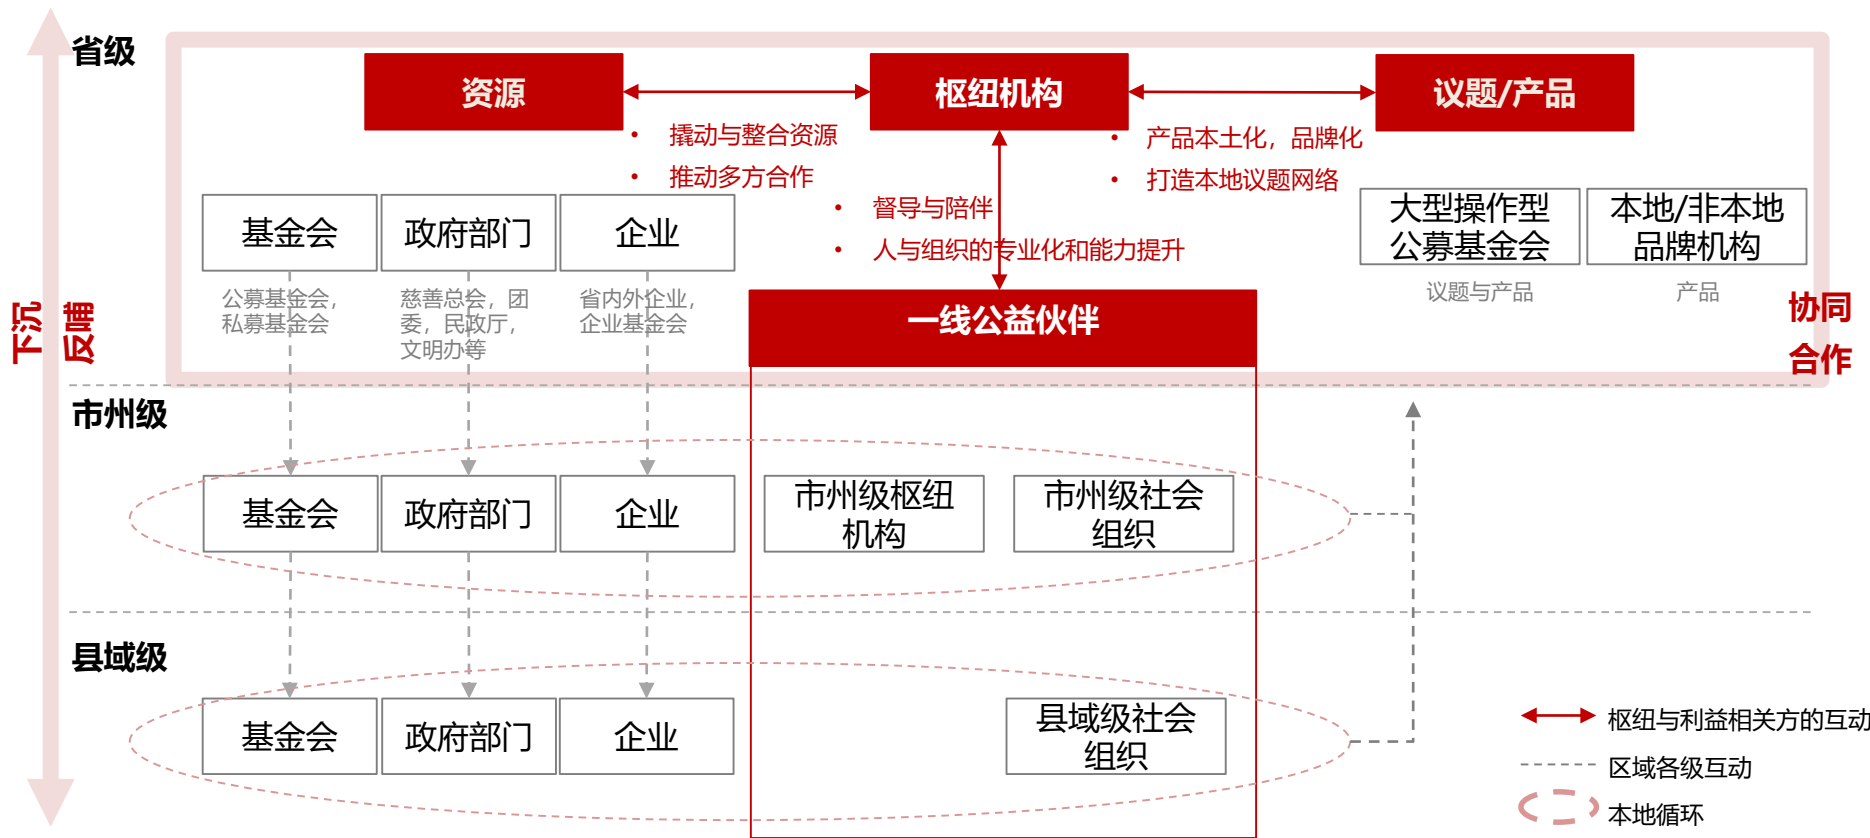 省级
资源
枢纽机构
议题/产品
• 撬动与整合资源
• 推动多方合作
• 产品本土化，品牌化
• 打造本地议题网络
• 督导与陪伴
• 人与组织的专业化和能力提升
基金会
政府部门
企业
大型操作型
公募基金会
本地/非本地
品牌机构
公募基金会，
私募基金会
慈善总会，团
委，民政厅，
文明办等
省内外企业，
企业基金会
议题与产品
产品
一线公益伙伴
下沉
反哺
协同
合作
市州级
基金会
政府部门
企业
市州级枢纽
机构
市州级社会
组织
县域级
基金会
政府部门
企业
县域级社会
组织
枢纽与利益相关方的互动
区域各级互动
本地循环